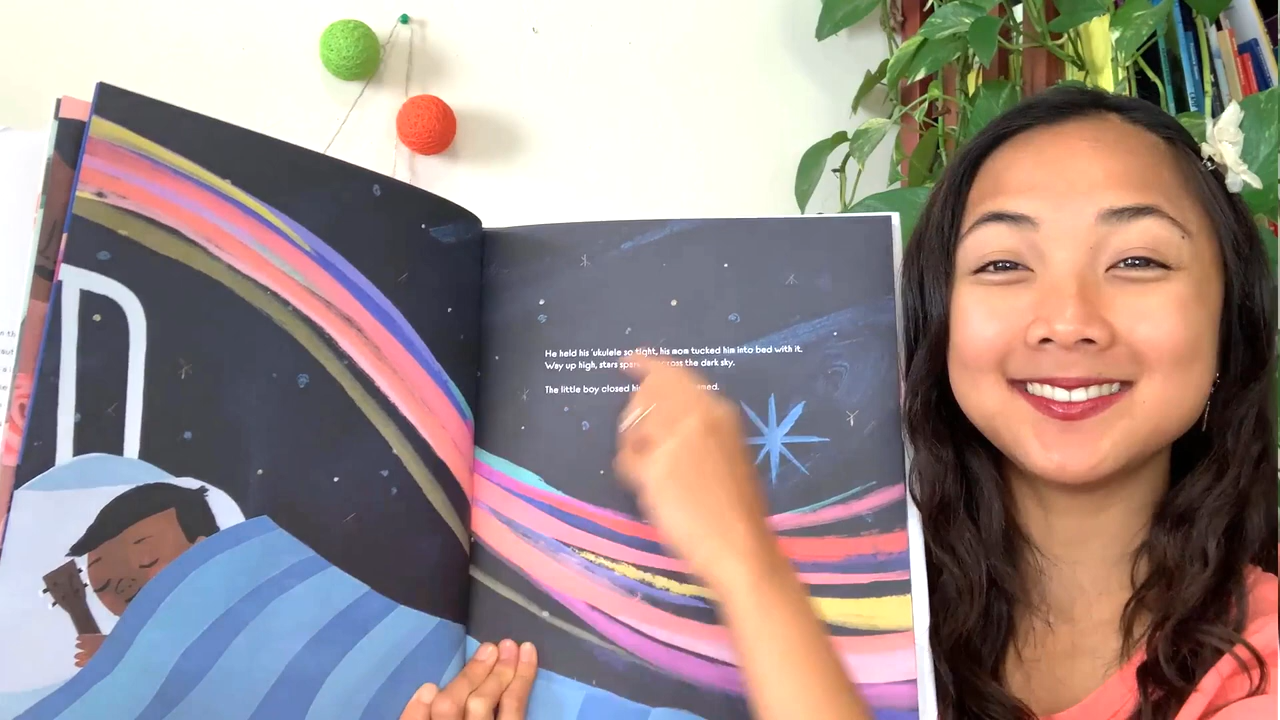 He held his ‘ukulele so tight, his mom tucked him into bed with it.
Way up high, stars across the dark sky.
The little boy closed